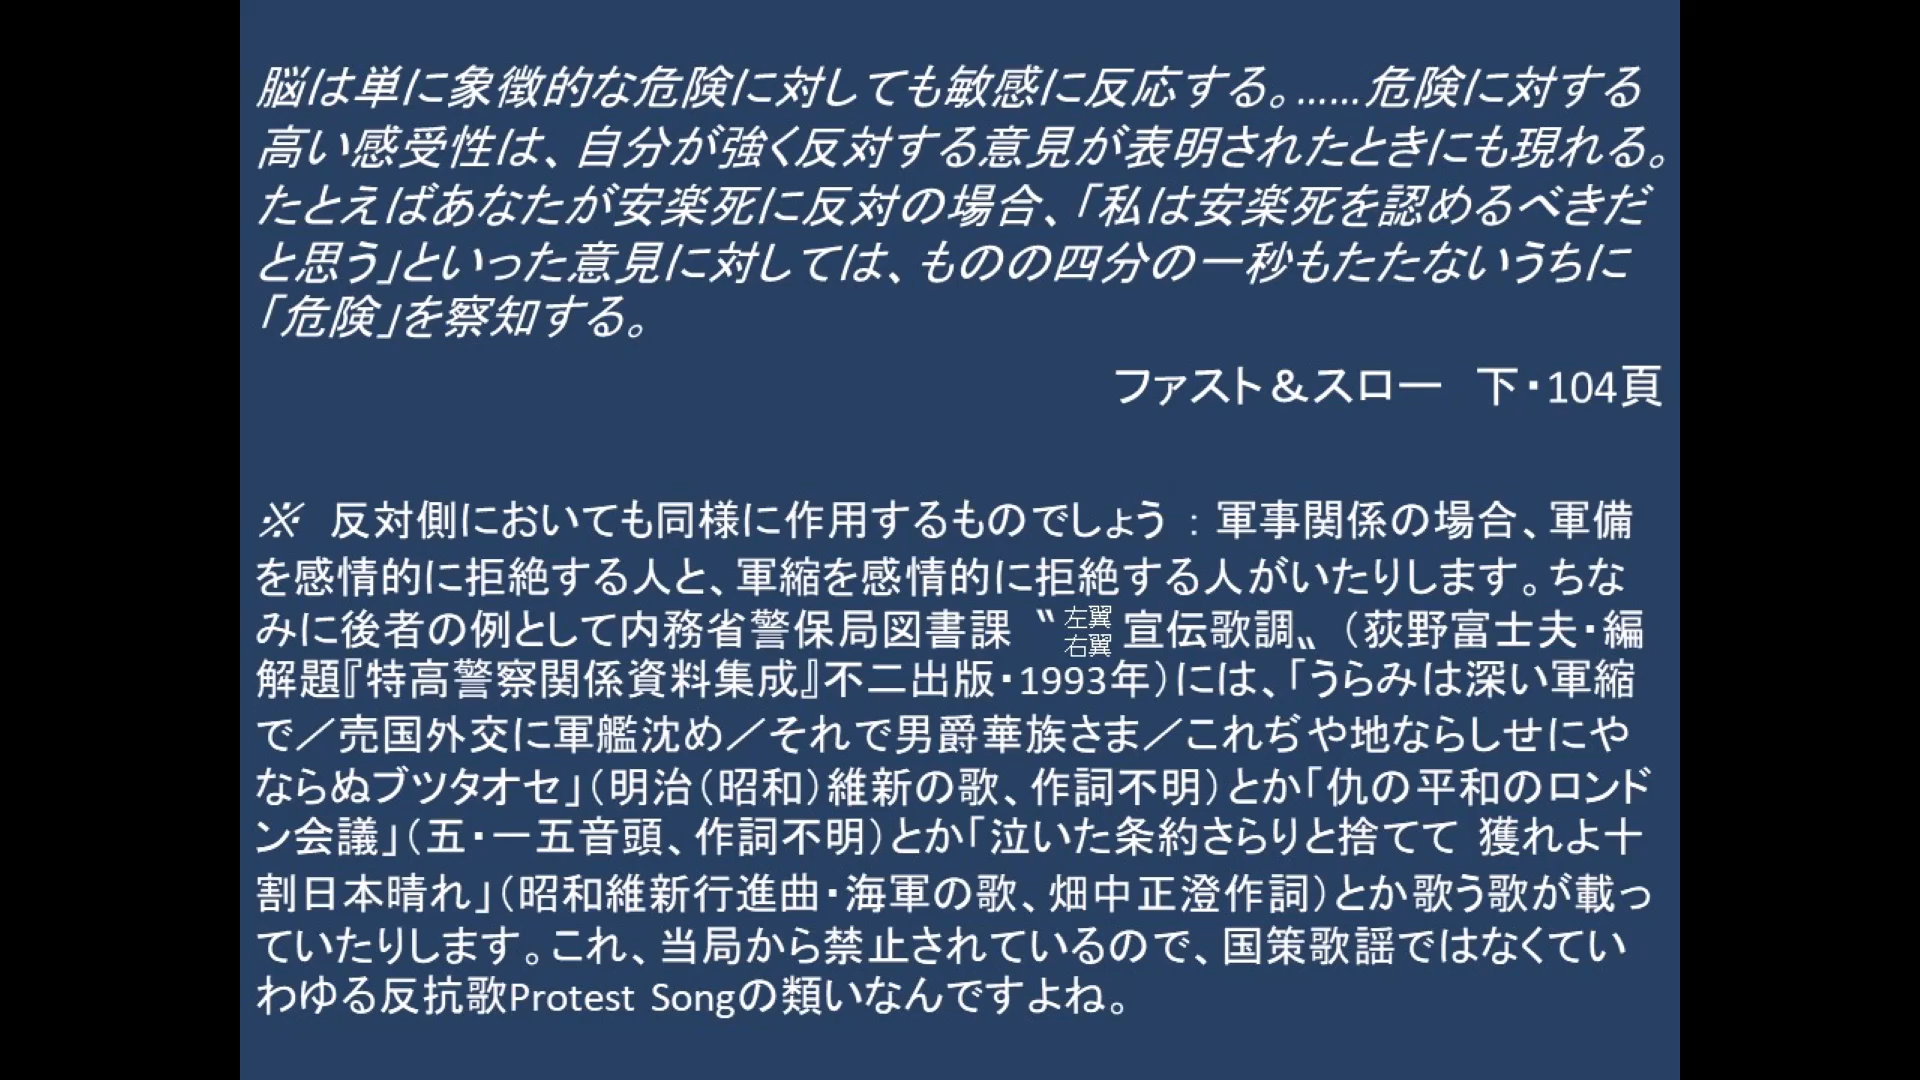 脳は単に象徴的な危険に対しても敏感に反応する。……危険に対する
高い感受性は、自分が強く反対する意見が表明されたときにも現れる。
たとえばあなたが安楽死に反対の場合、「私は安楽死を認めるべきだ
と思う」といった意見に対しては、ものの四分の一秒もたたないうちに
「危険」を察知する。
ファスト＆スロー　下・104頁
※　反対側においても同様に作用するものでしょう：軍事関係の場合、軍備
を感情的に拒絶する人と、軍縮を感情的に拒絶する人がいたりします。ちな
みに後者の例として内務省警保局図書課〝左翼右翼宣伝歌調〟（荻野富士夫・編
解題『特高警察関係資料集成』不二出版・1993年）には、「うらみは深い軍縮
で／売国外交に軍艦沈め／それで男爵華族さま／これぢや地ならしせにや
ならぬブツタオセ」（明治（昭和）維新の歌、作詞不明）とか「仇の平和のロンド
ン会議」（五・一五音頭、作詞不明）とか「泣いた条約さらりと捨てて 獲れよ十
割日本晴れ」（昭和維新行進曲・海軍の歌、畑中正澄作詞）とか歌う歌が載っ
ていたりします。これ、当局から禁止されているので、国策歌謡ではなくてい
わゆる反抗歌Protest Songの類いなんですよね。